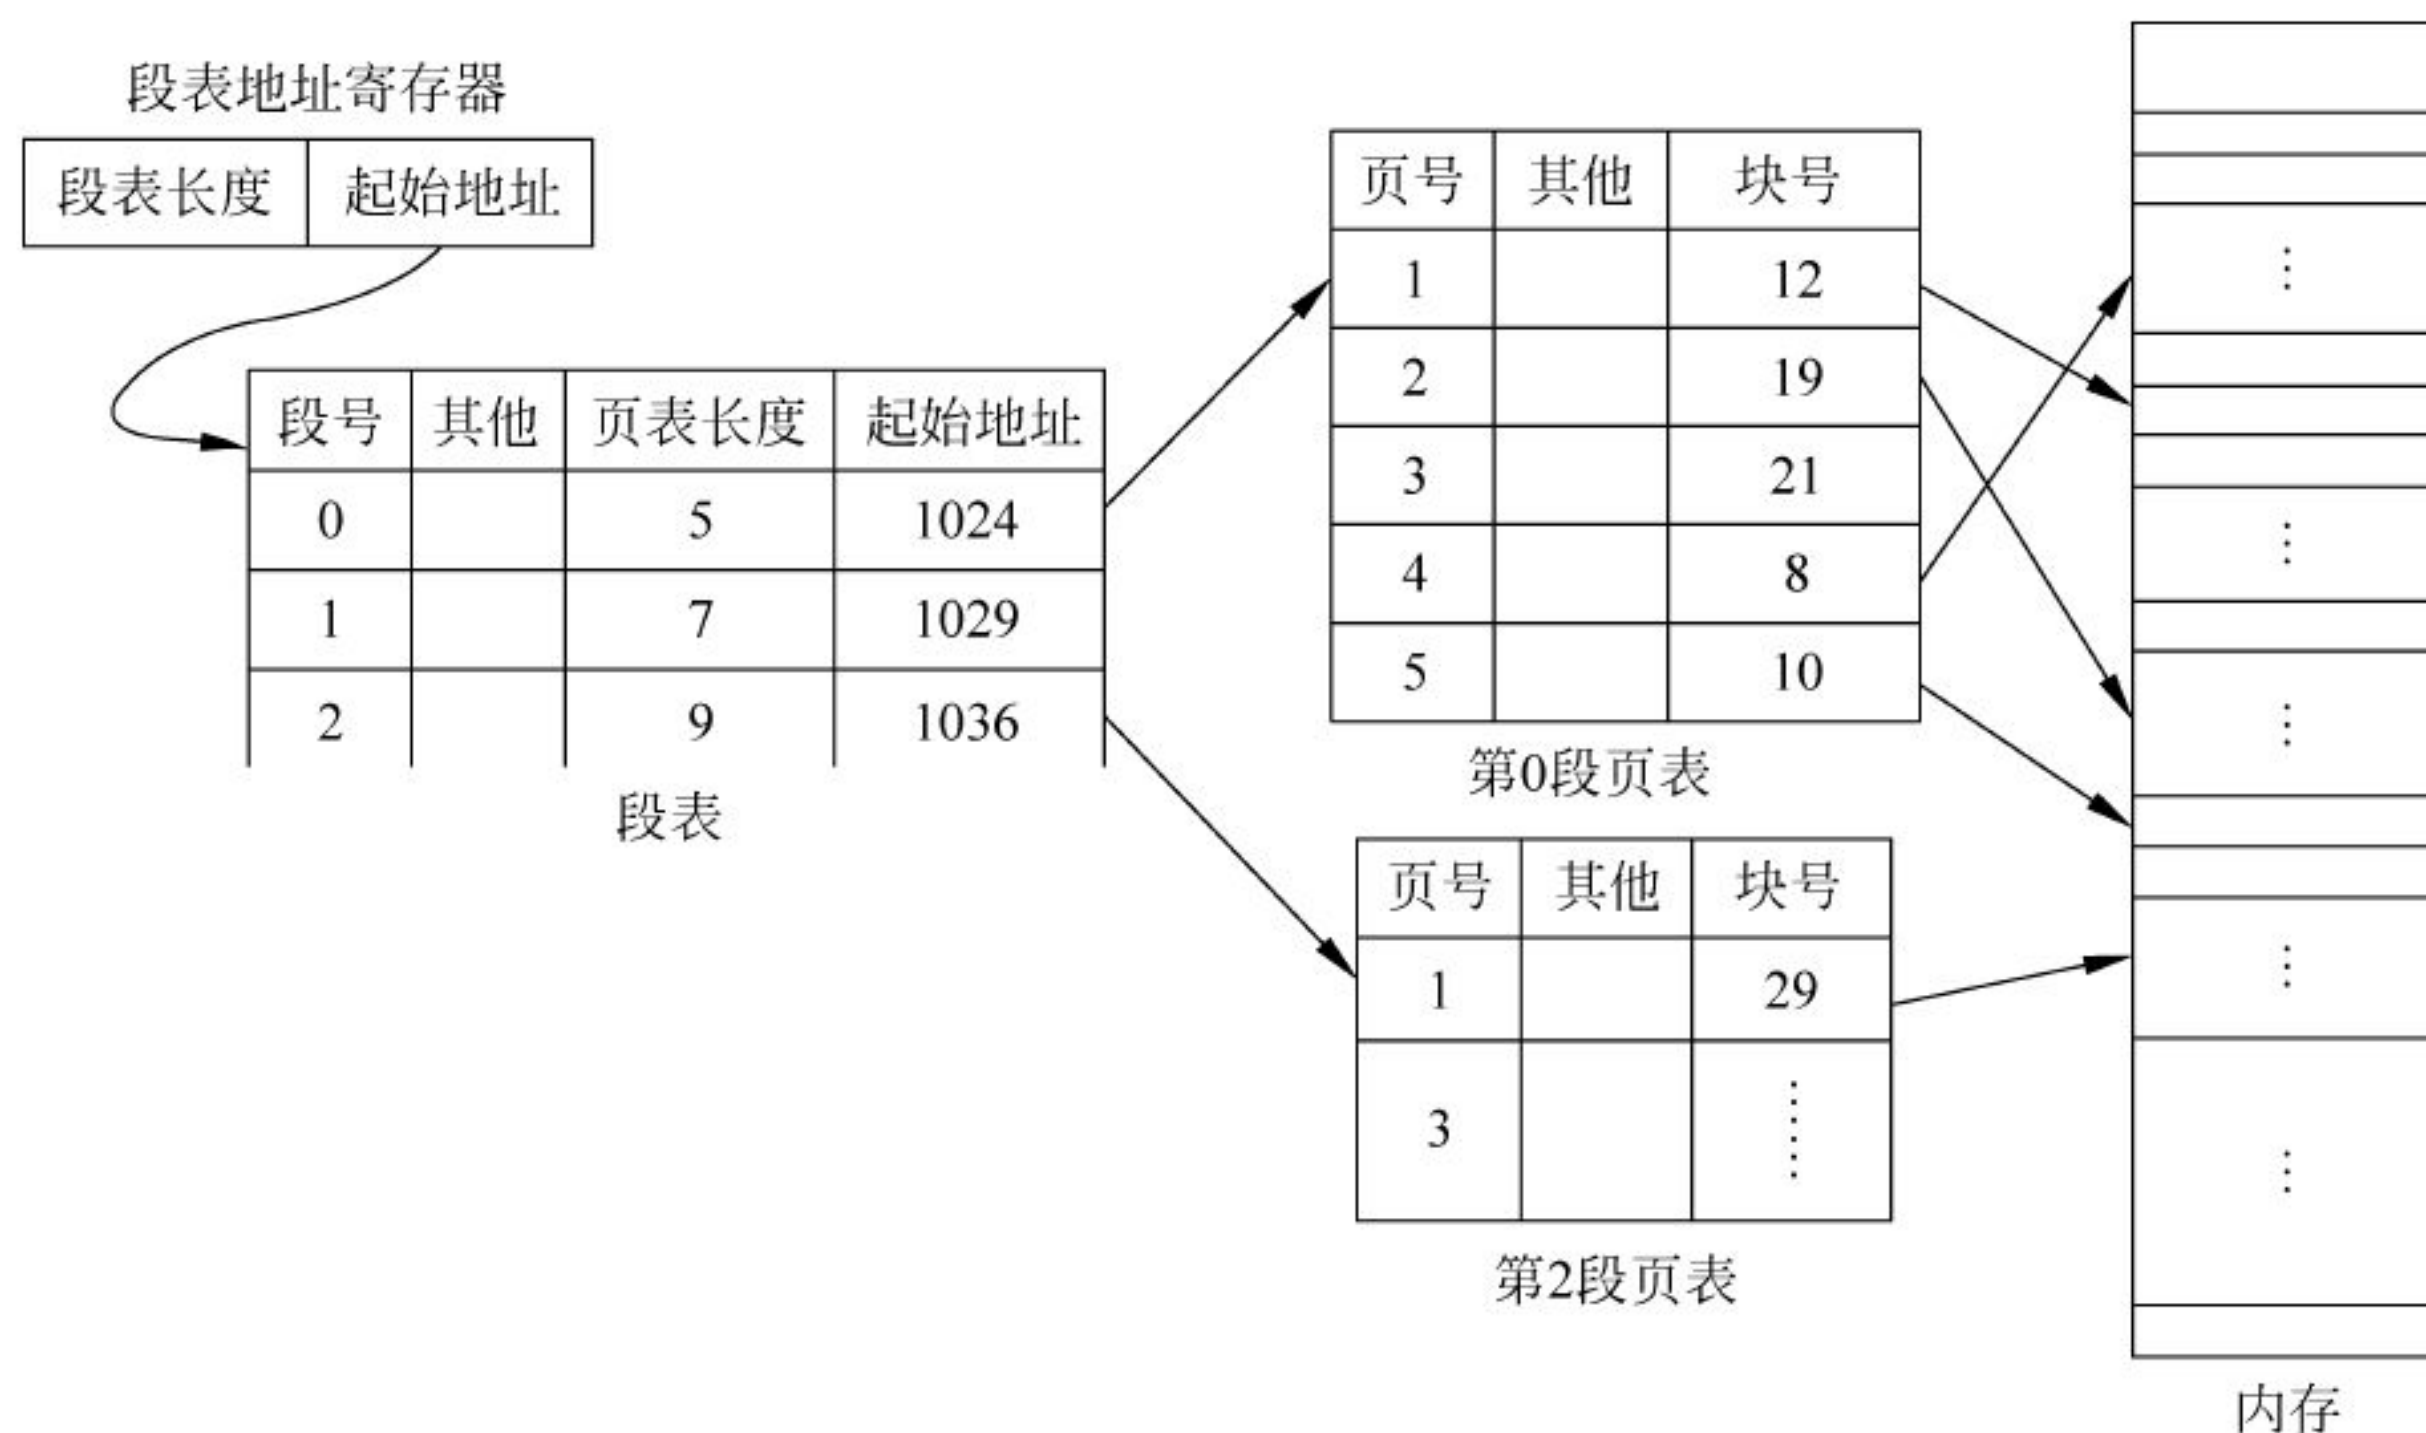 段表地址寄存器
段表长度 起始地址
段号 其他 页表长度 起始地址
0 5 1024
1 7 1029
2 9 1036
段表
页号 其他 块号
1 12
2 19
3 21
4 8
5 10
第0段页表
页号 其他 块号
1 29
3 ⋮
第2段页表
⋮
⋮
⋮
⋮
⋮
内存